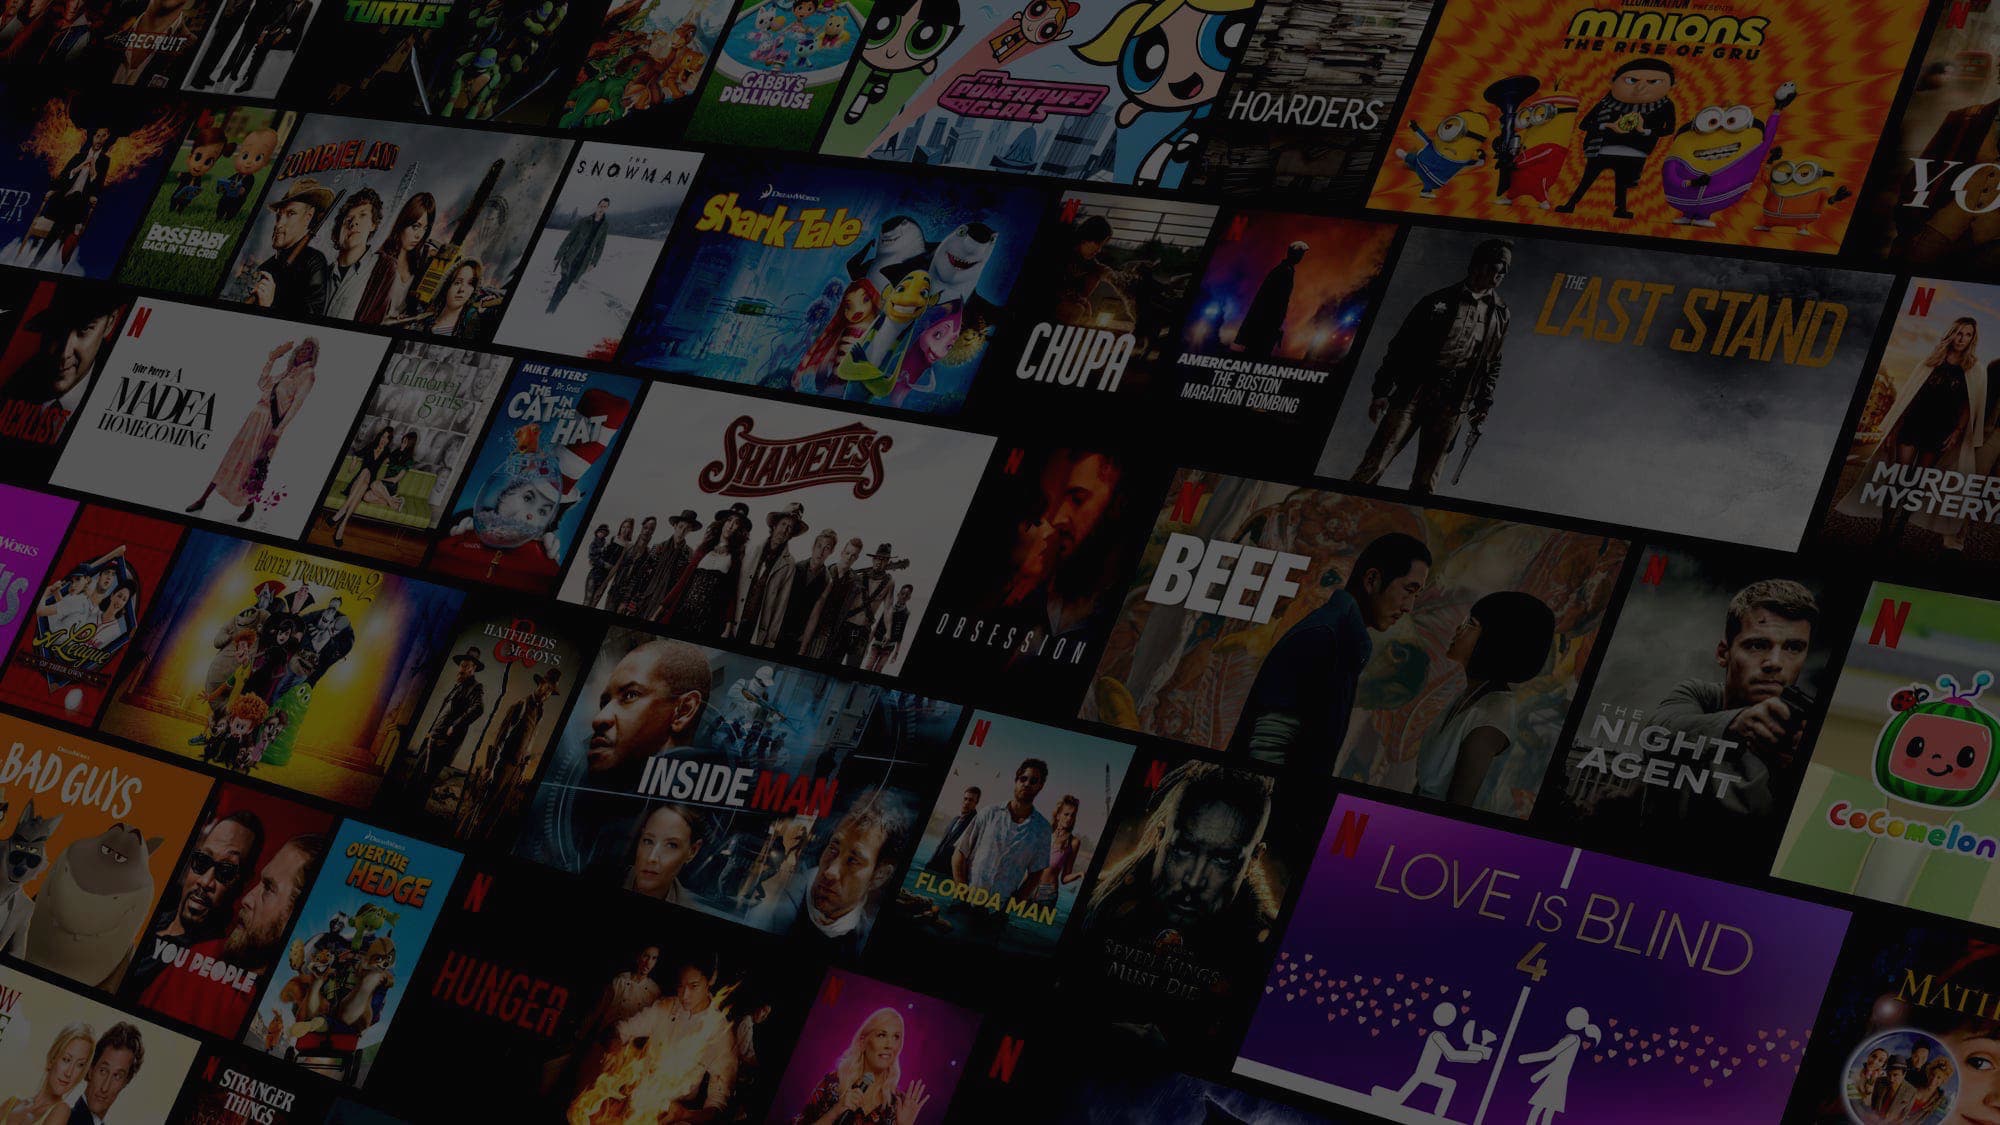 THE RECRUIT
TURTLES
GABBY'S
DOLLHOUSE
THE
POWERPUFF
GIRLS
HOARDERS
ILLUMINATION PRESENTS
minions
THE RISE OF GRU
N
YO
ER
BOSS BABY
BACK IN THE CRIB
ZOMBIELAND
THE
SNOWMAN
DREAMWORKS
Shark Tale
N
CHUPA
N
AMERICAN MANHUNT
THE BOSTON
MARATHON BOMBING
THE
LAST STAND
N
MURDER
MYSTERY
ACKLIST
N
Tyler Perry's
A
MADEA
HOMECOMING
Gilmore
girls
MIKE MYERS
in Dr. Seuss'
THE
CAT IN
THE
HAT
SHAMELESS
N
OBSESSION
N
BEEF
N
THE
NIGHT
AGENT
N
CoComelon
WORKS
A League
OF THEIR OWN
HOTEL TRANSYLVANIA 2
HATFIELDS
&
McCOYS
INSIDE MAN
N
FLORIDA MAN
N
SEVEN KINGS
MUST DIE
N
LOVE IS BLIND
4
MATI
DREAMWORKS
BAD GUYS
YOU PEOPLE
DREAMWORKS
OVER THE
HEDGE
N
HUNGER
N
N
N
STRANGER
THINGS